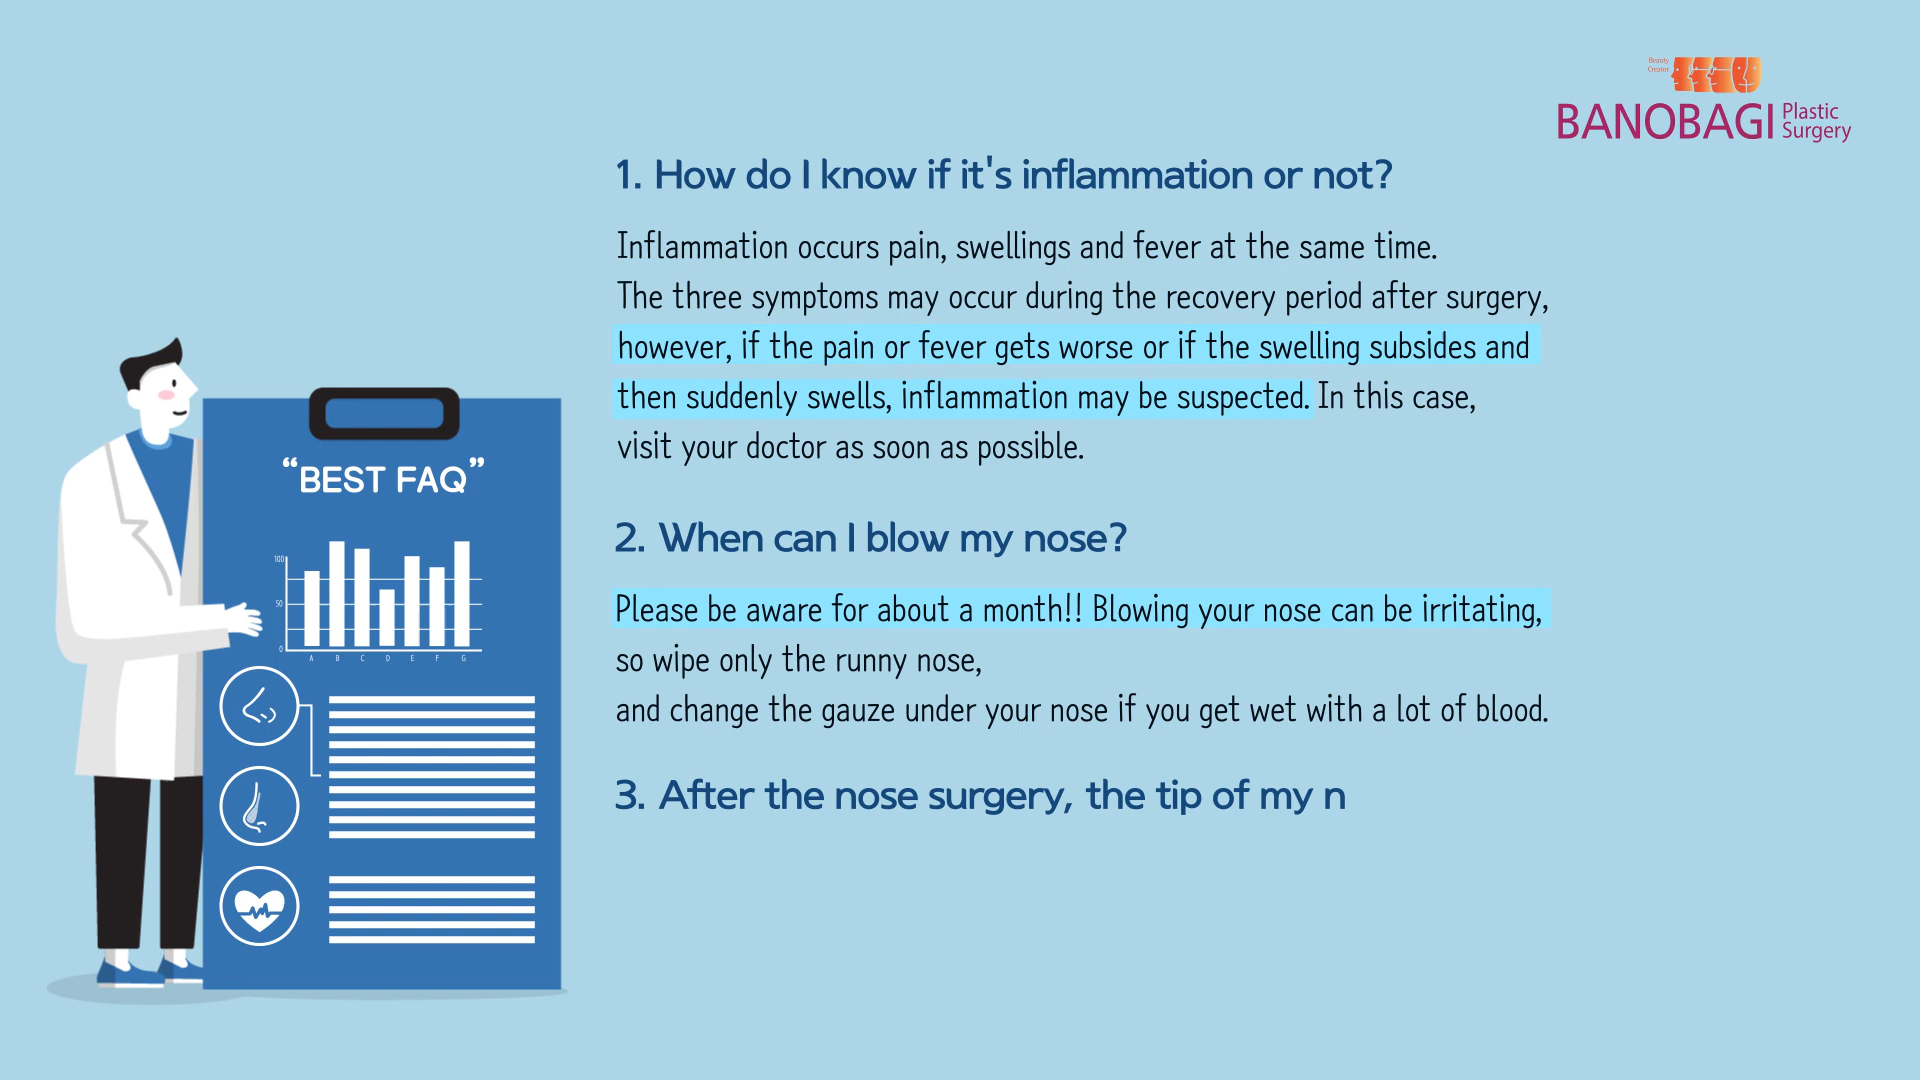 Beauty
Creator
BANOBAGI Plastic
Surgery
1. How do I know if it's inflammation or not?
Inflammation occurs pain, swellings and fever at the same time.
The three symptoms may occur during the recovery period after surgery,
however, if the pain or fever gets worse or if the swelling subsides and
then suddenly swells, inflammation may be suspected. In this case,
visit your doctor as soon as possible.
2. When can I blow my nose?
Please be aware for about a month!! Blowing your nose can be irritating,
so wipe only the runny nose,
and change the gauze under your nose if you get wet with a lot of blood.
3. After the nose surgery, the tip of my n
“BEST FAQ”
100
50
0
A B C D E F G